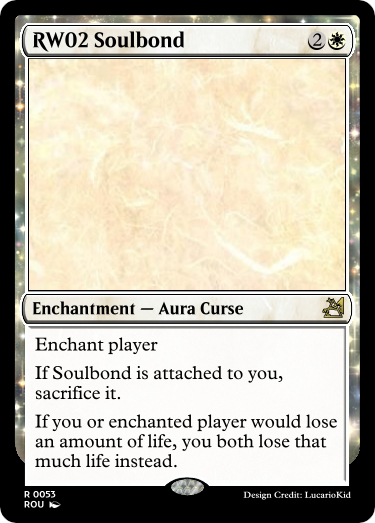 RW02 Soulbond 2
Enchantment — Aura Curse
Enchant player
If Soulbond is attached to you,
sacrifice it.
If you or enchanted player would lose
an amount of life, you both lose that
much life instead.
R 0053
ROU
Design Credit: LucarioKid